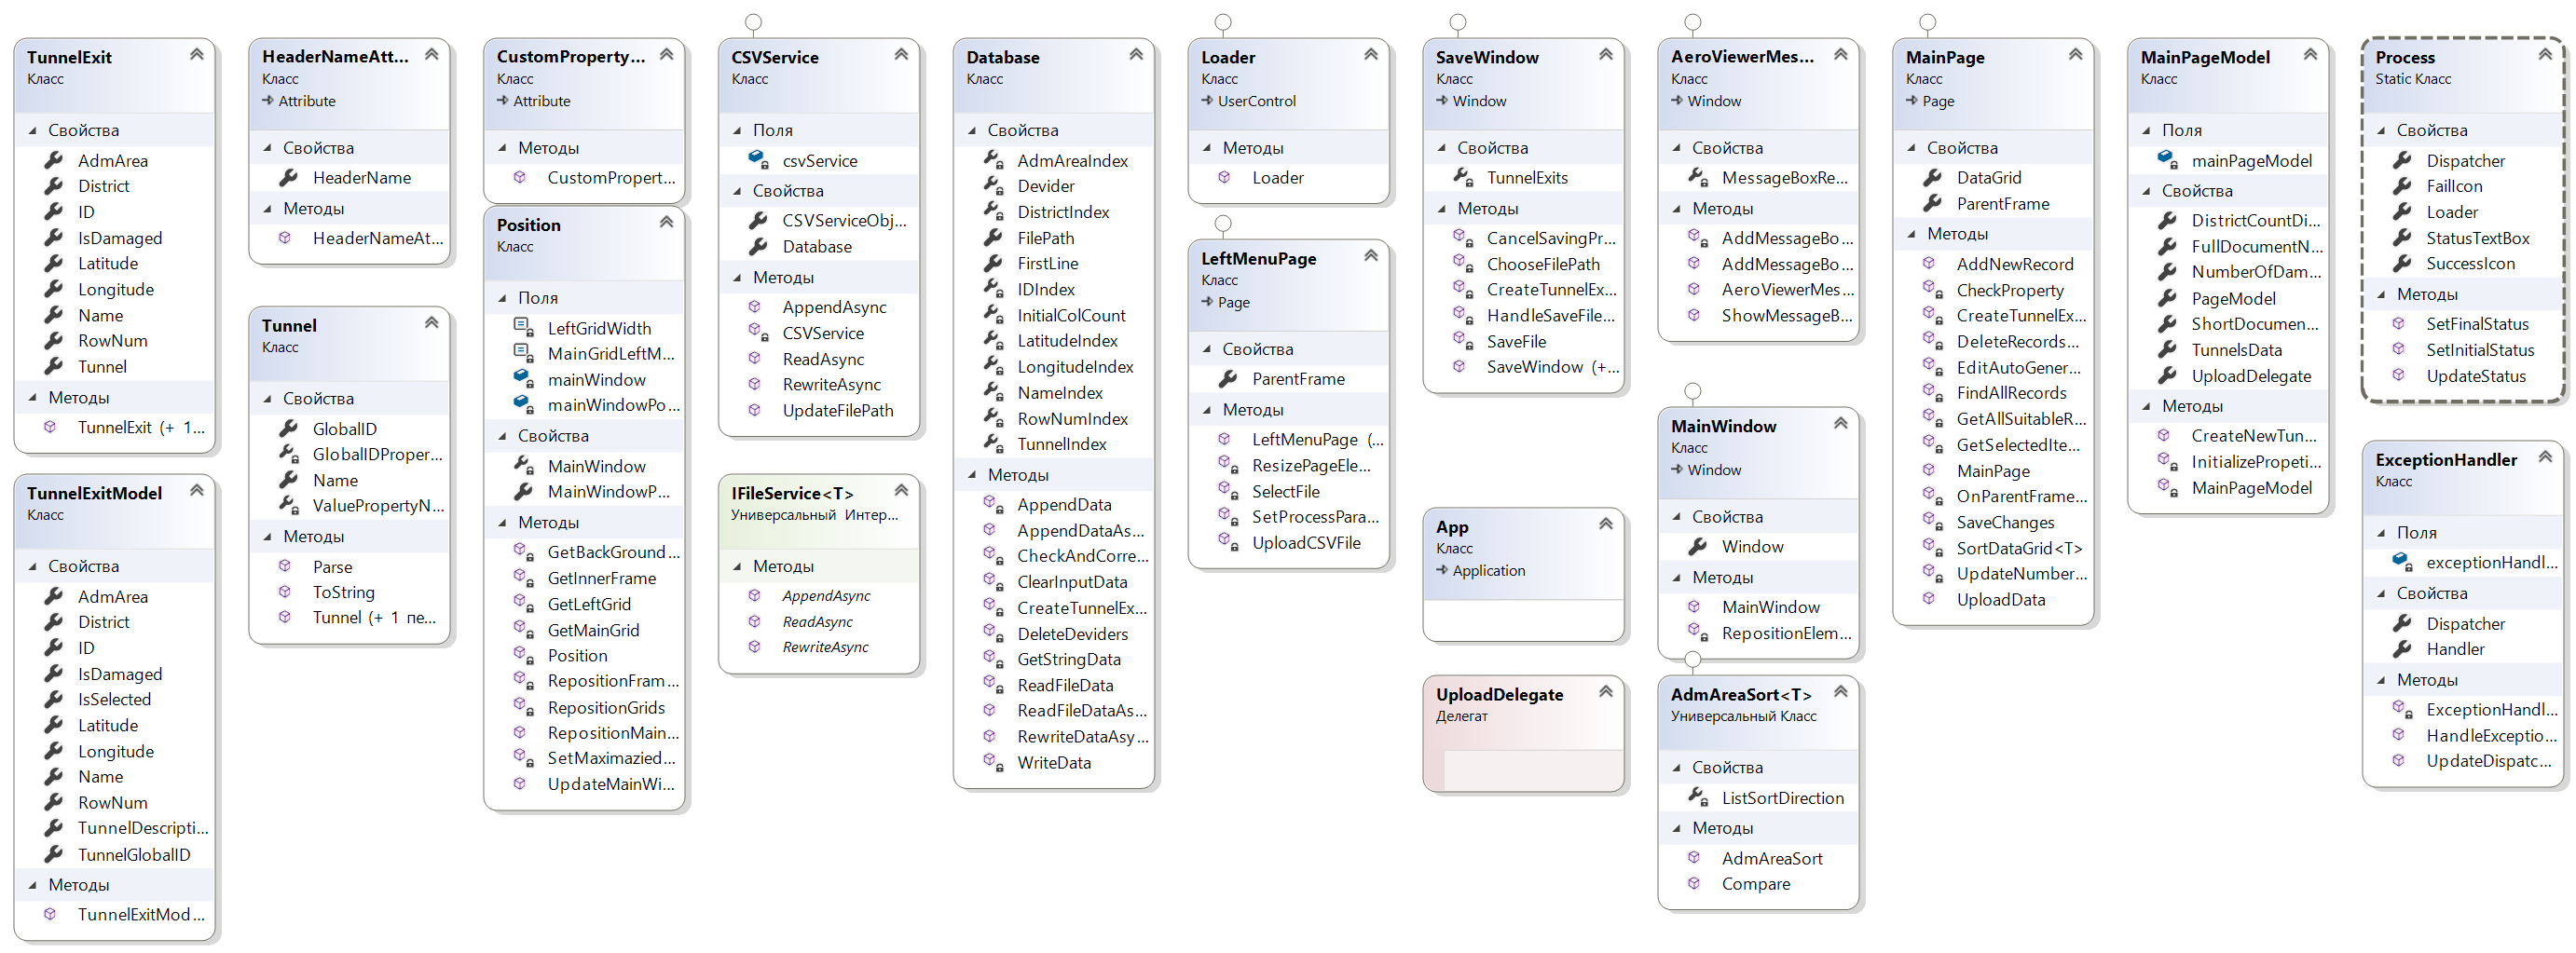 TunnelExit
Класс
Свойства
AdmArea
District
ID
IsDamaged
Latitude
Longitude
Name
RowNum
Tunnel
Методы
TunnelExit (+ 1...
TunnelExitModel
Класс
Свойства
AdmArea
District
ID
IsDamaged
IsSelected
Latitude
Longitude
Name
RowNum
TunnelDescripti...
TunnelGlobalID
Методы
TunnelExitMod...
HeaderNameAtt...
Класс
Attribute
Свойства
HeaderName
Методы
HeaderNameAt...
Tunnel
Класс
Свойства
GlobalID
GlobalIDProper...
Name
ValuePropertyN...
Методы
Parse
ToString
Tunnel (+ 1 пе...
CustomProperty...
Класс
Attribute
Методы
CustomPropert...
Position
Класс
Поля
LeftGridWidth
MainGridLeftM...
mainWindow
mainWindowPo...
Свойства
MainWindow
MainWindowP...
Методы
GetBackGround...
GetInnerFrame
GetLeftGrid
GetMainGrid
Position
RepositionFram...
RepositionGrids
RepositionMain...
SetMaximazied...
UpdateMainWi...
CSVService
Класс
Поля
csvService
Свойства
CSVServiceObj...
Database
Методы
AppendAsync
CSVService
ReadAsync
RewriteAsync
UpdateFilePath
IFileService<T>
Универсальный Интер...
Методы
AppendAsync
ReadAsync
RewriteAsync
Database
Класс
Свойства
AdmAreaIndex
Devider
DistrictIndex
FilePath
FirstLine
IDIndex
InitialColCount
LatitudeIndex
LongitudeIndex
NameIndex
RowNumIndex
TunnelIndex
Методы
AppendData
AppendDataAs...
CheckAndCorre...
ClearInputData
CreateTunnelEx...
DeleteDeviders
GetStringData
ReadFileData
ReadFileDataAs...
RewriteDataAsy...
WriteData
Loader
Класс
UserControl
Методы
Loader
LeftMenuPage
Класс
Page
Свойства
ParentFrame
Методы
LeftMenuPage (...
ResizePageEle...
SelectFile
SetProcessPara...
UploadCSVFile
SaveWindow
Класс
Window
Свойства
TunnelExits
Методы
CancelSavingPr...
ChooseFilePath
CreateTunnelEx...
HandleSaveFile...
SaveFile
SaveWindow (+...
App
Класс
Application
UploadDelegate
Делегат
AeroViewerMes...
Класс
Window
Свойства
MessageBoxRe...
Методы
AddMessageBo...
AddMessageBo...
AeroViewerMes...
ShowMessageB...
MainWindow
Класс
Window
Свойства
Window
Методы
MainWindow
RepositionElem...
AdmAreaSort<T>
Универсальный Класс
Свойства
ListSortDirection
Методы
AdmAreaSort
Compare
MainPage
Класс
Page
Свойства
DataGrid
ParentFrame
Методы
AddNewRecord
CheckProperty
CreateTunnelEx...
DeleteRecords...
EditAutoGener...
FindAllRecords
GetAllSuitableR...
GetSelectedIte...
MainPage
OnParentFrame...
SaveChanges
SortDataGrid<T>
UpdateNumber...
UploadData
MainPageModel
Класс
Поля
mainPageModel
Свойства
DistrictCountDi...
FullDocumentN...
NumberOfDam...
PageModel
ShortDocumen...
TunnelsData
UploadDelegate
Методы
CreateNewTun...
InitializePropeti...
MainPageModel
Process
Static Класс
Свойства
Dispatcher
FailIcon
Loader
StatusTextBox
SuccessIcon
Методы
SetFinalStatus
SetInitialStatus
UpdateStatus
ExceptionHandler
Класс
Поля
exceptionHandl...
Свойства
Dispatcher
Handler
Методы
ExceptionHandl...
HandleExceptio...
UpdateDispatc...